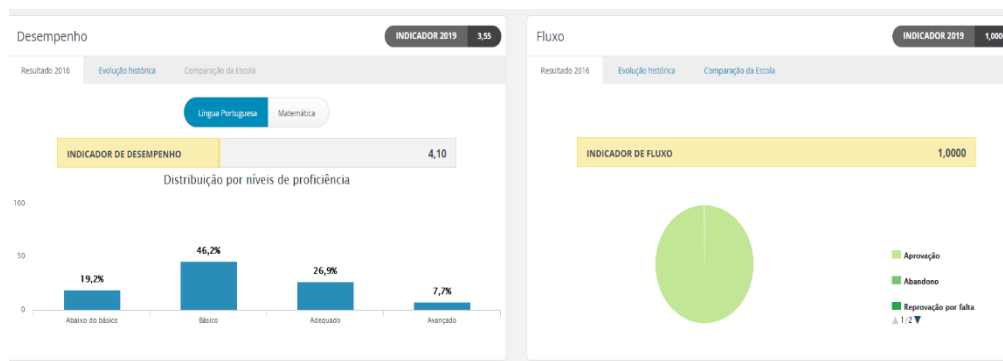 Desempenho
INDICADOR 2019 3,55
Resultado 2016 Evolução histórica Comparação da Escola
Língua Portuguesa Matemática
INDICADOR DE DESEMPENHO 4,10
Distribuição por níveis de proficiência
100
50
0
19,2%
46,2%
26,9%
7,7%
Abaixo do básico Básico Adequado Avançado
Fluxo
INDICADOR 2019 1,000
Resultado 2016 Evolução histórica Comparação da Escola
INDICADOR DE FLUXO 1,0000
Aprovação
Abandono
Reprovação por falta
1/2